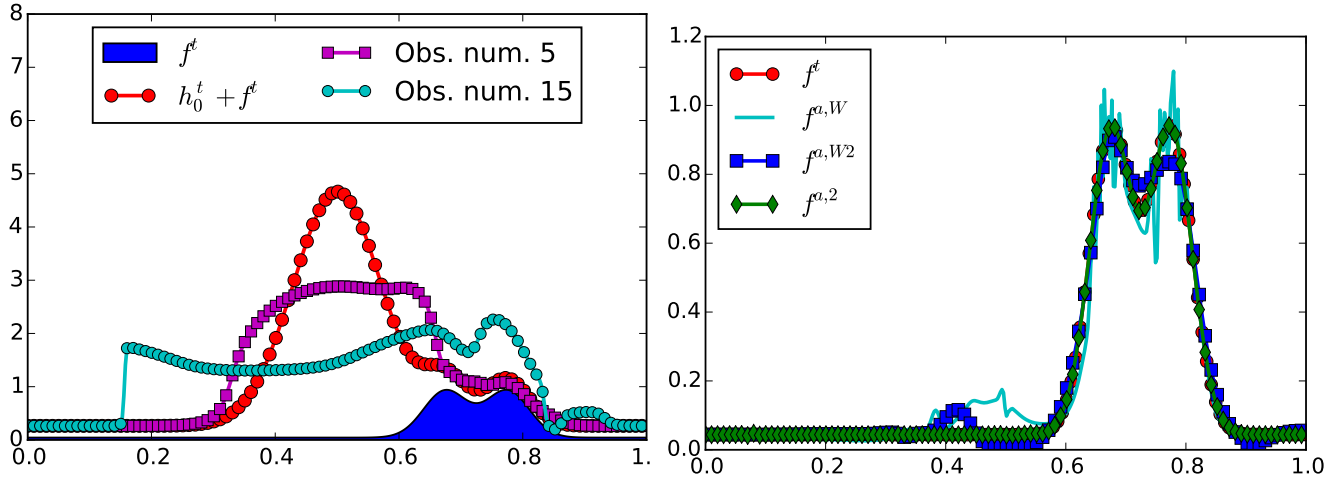 8
7
6
5
4
3
2
1
0
0.0 0.2 0.4 0.6 0.8 1.
f^t
h_0^t + f^t
Obs. num. 5
Obs. num. 15
1.2
1.0
0.8
0.6
0.4
0.2
0.0
0.0 0.2 0.4 0.6 0.8 1.0
f^t
f^{a,W}
f^{a,W2}
f^{a,2}